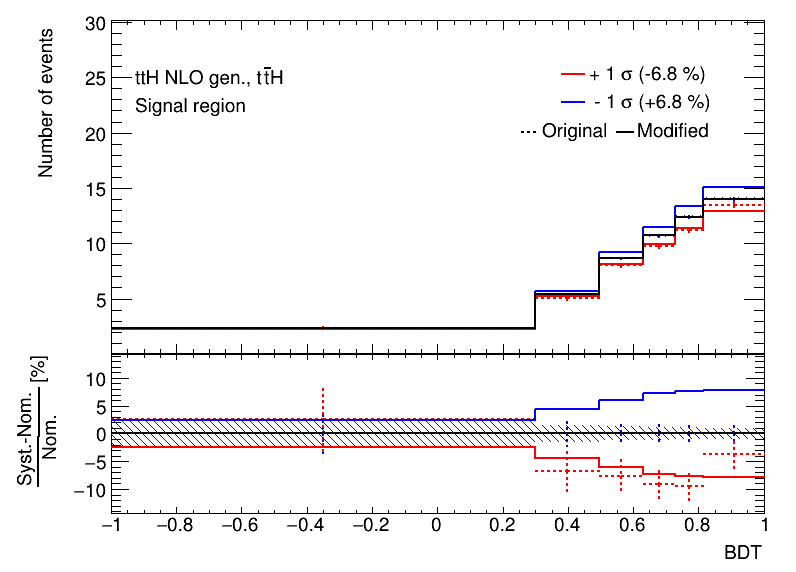 Number of events
30
25
20
15
10
5
ttH NLO gen., tt̄H
Signal region
+ 1 σ (-6.8 %)
- 1 σ (+6.8 %)
Original Modified
Syst.-Nom.
Nom.
[%]
10
5
0
−5
−10
−1 −0.8 −0.6 −0.4 −0.2 0 0.2 0.4 0.6 0.8 1
BDT